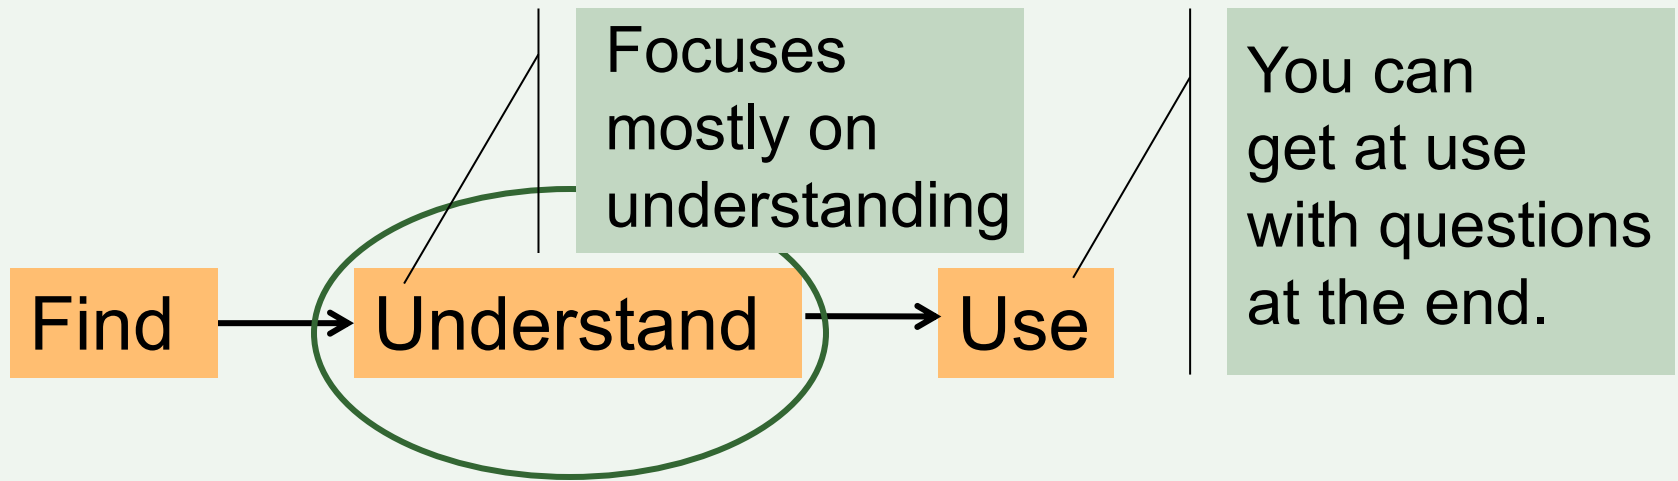 Focuses
mostly on
understanding
You can
get at use
with questions
at the end.
Find
Understand
Use